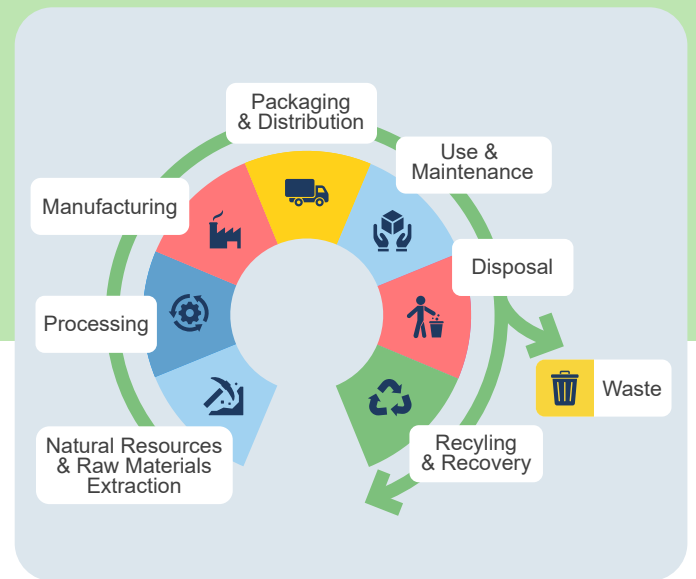 Packaging
& Distribution
Use &
Maintenance
Manufacturing
Disposal
Processing
Waste
Natural Resources
& Raw Materials
Extraction
Recyling
& Recovery